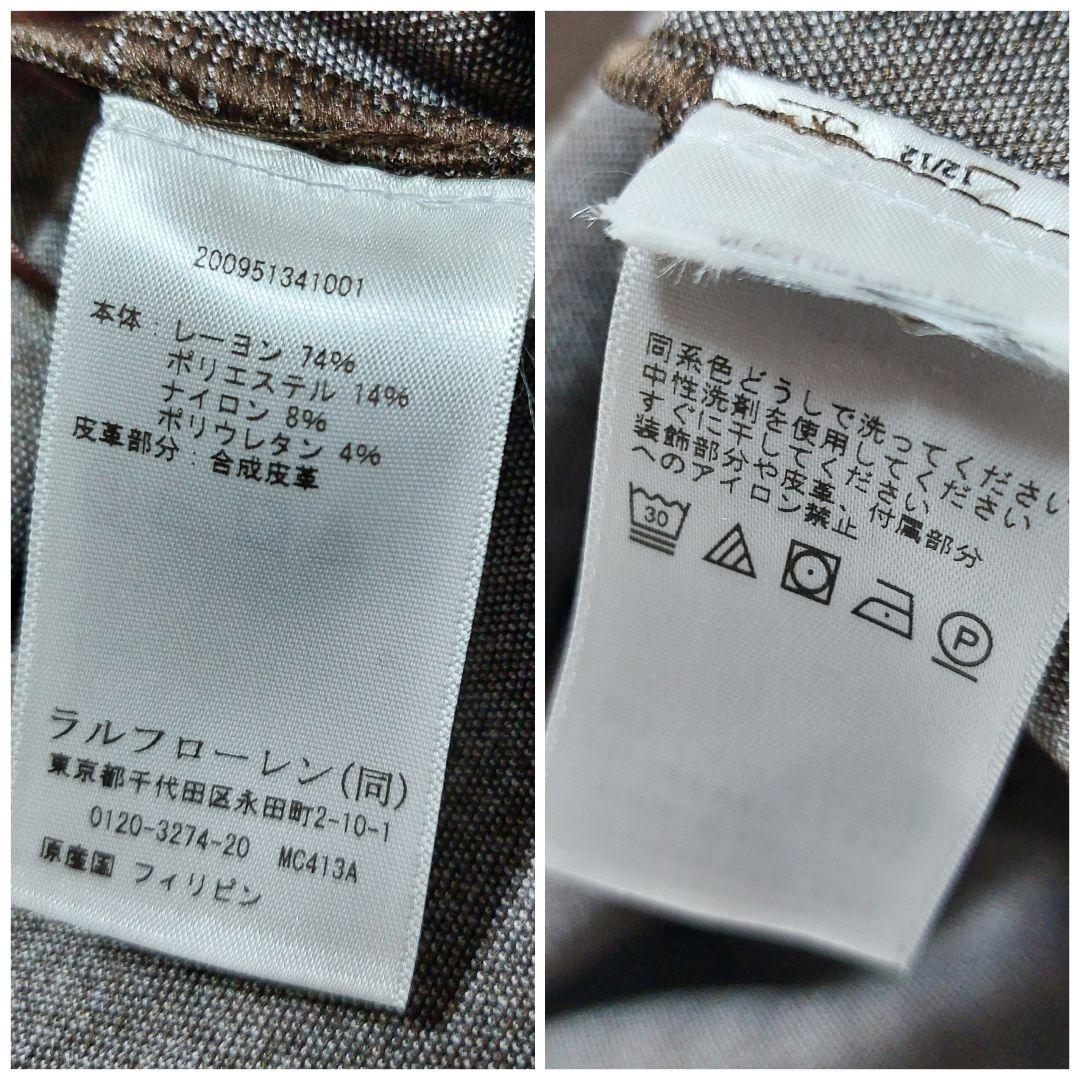 200951341001
本体：レーヨン 74%
ポリエステル 14%
ナイロン 8%
ポリウレタン 4%
皮革部分：合成皮革
ラルフローレン(同)
東京都千代田区永田町2-10-1
0120-3274-20 MC413A
原産国 フィリピン
12/12
同系色どうしで洗ってください
中性洗剤を使用してください
すぐに干してください
装飾部分や皮革、付属部分
へのアイロン禁止
30
P